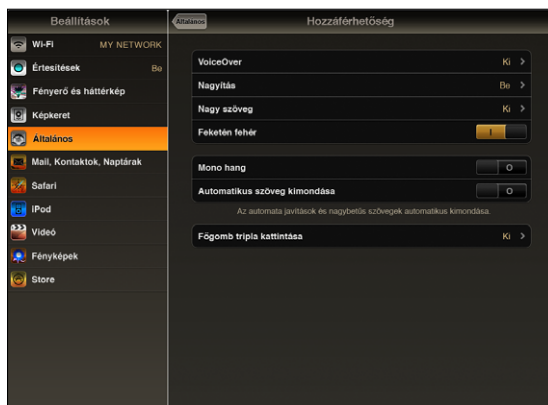 Beállítások
Wi-Fi MY NETWORK
Értesítések Be
Fényerő és háttérkép
Képkeret
Általános
Mail, Kontaktok, Naptárak
Safari
iPod
Videó
Fényképek
Store
Általános
Hozzáférhetőség
VoiceOver Ki
Nagyítás Be
Nagy szöveg Ki
Feketén fehér
Mono hang
Automatikus szöveg kimondása
Az automata javítások és nagybetűs szövegek automatikus kimondása.
Főgomb tripla kattintása Ki